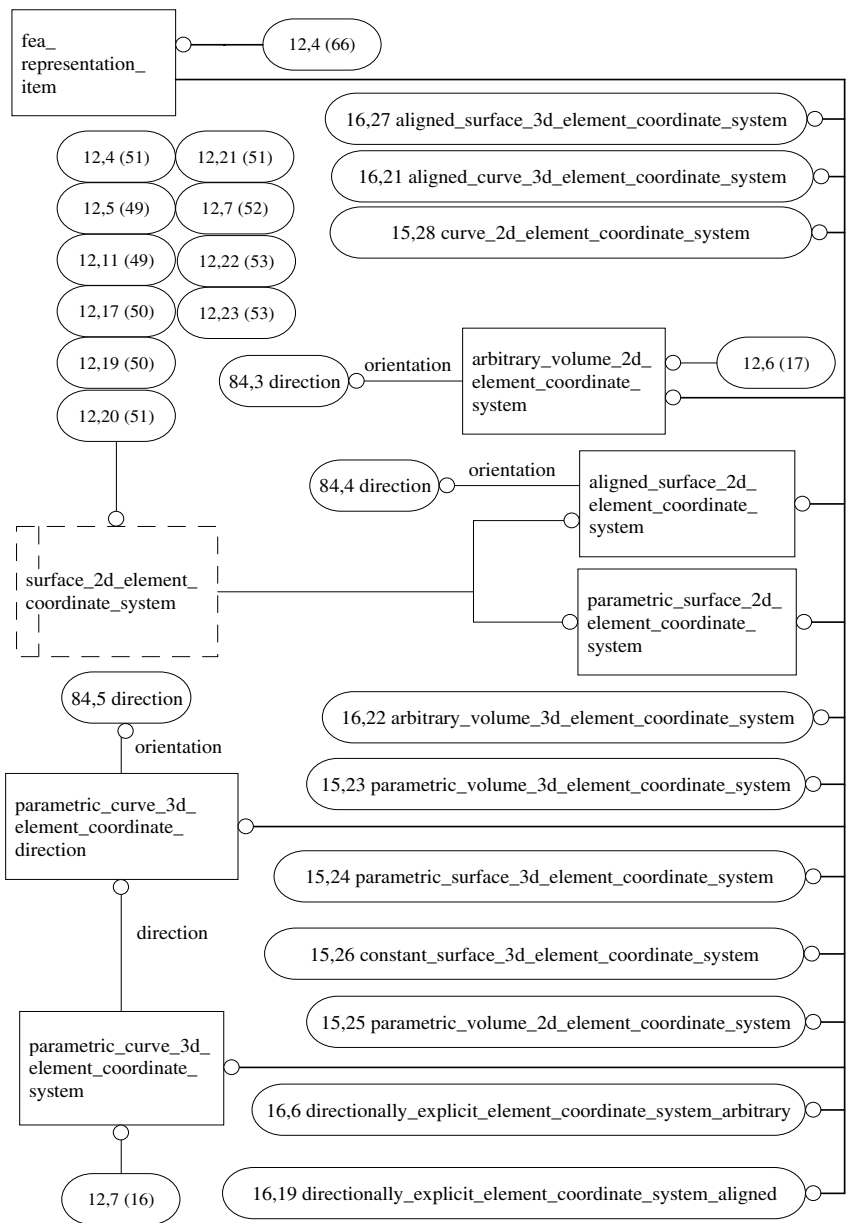 fea_
representation_
item
12,4 (66)
16,27 aligned_surface_3d_element_coordinate_system
12,4 (51)
12,21 (51)
16,21 aligned_curve_3d_element_coordinate_system
12,5 (49)
12,7 (52)
15,28 curve_2d_element_coordinate_system
12,11 (49)
12,22 (53)
12,17 (50)
12,23 (53)
12,19 (50)
12,20 (51)
84,3 direction
orientation
arbitrary_volume_2d_
element_coordinate_
system
12,6 (17)
84,4 direction
orientation
aligned_surface_2d_
element_coordinate_
system
surface_2d_element_
coordinate_system
parametric_surface_2d_
element_coordinate_
system
84,5 direction
orientation
16,22 arbitrary_volume_3d_element_coordinate_system
15,23 parametric_volume_3d_element_coordinate_system
parametric_curve_3d_
element_coordinate_
direction
15,24 parametric_surface_3d_element_coordinate_system
direction
15,26 constant_surface_3d_element_coordinate_system
15,25 parametric_volume_2d_element_coordinate_system
parametric_curve_3d_
element_coordinate_
system
16,6 directionally_explicit_element_coordinate_system_arbitrary
12,7 (16)
16,19 directionally_explicit_element_coordinate_system_aligned